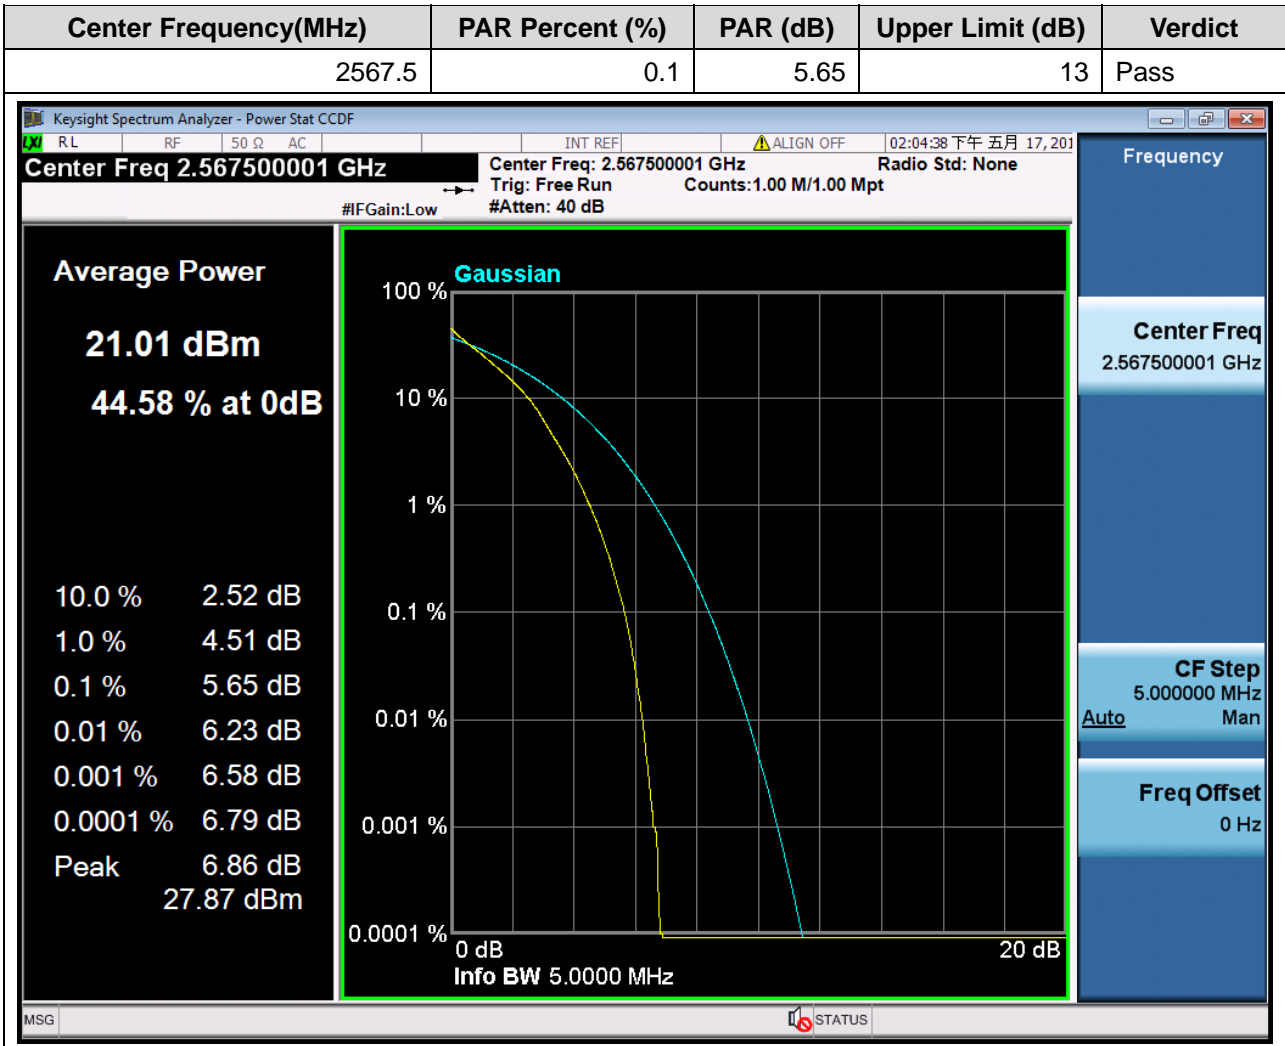 Center Frequency(MHz) PAR Percent (%) PAR (dB) Upper Limit (dB) Verdict
2567.5 0.1 5.65 13 Pass
Keysight Spectrum Analyzer - Power Stat CCDF
LXI RL RF 50 Ω AC INT REF ALIGN OFF 02:04:38 下午 五月 17, 201
Center Freq 2.567500001 GHz
#IFGain:Low
Center Freq: 2.567500001 GHz Radio Std: None
Trig: Free Run Counts:1.00 M/1.00 Mpt
#Atten: 40 dB
Average Power
21.01 dBm
44.58 % at 0dB
10.0 % 2.52 dB
1.0 % 4.51 dB
0.1 % 5.65 dB
0.01 % 6.23 dB
0.001 % 6.58 dB
0.0001 % 6.79 dB
Peak 6.86 dB
27.87 dBm
Gaussian
100 %
10 %
1 %
0.1 %
0.01 %
0.001 %
0.0001 %
0 dB 20 dB
Info BW 5.0000 MHz
Frequency
Center Freq
2.567500001 GHz
CF Step
5.000000 MHz
Auto Man
Freq Offset
0 Hz
MSG STATUS